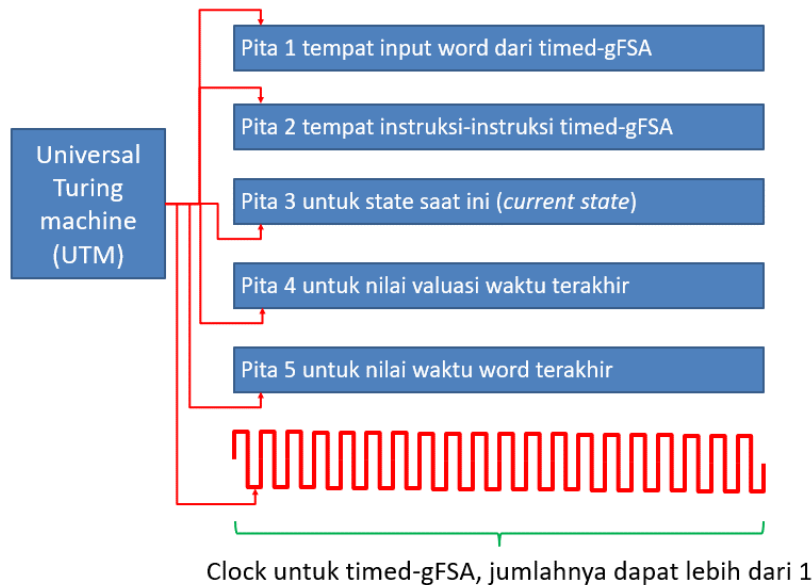 Pita 1 tempat input word dari timed-gFSA
Pita 2 tempat instruksi-instruksi timed-gFSA
Universal
Turing
machine
(UTM)
Pita 3 untuk state saat ini (current state)
Pita 4 untuk nilai valuasi waktu terakhir
Pita 5 untuk nilai waktu word terakhir
Clock untuk timed-gFSA, jumlahnya dapat lebih dari 1